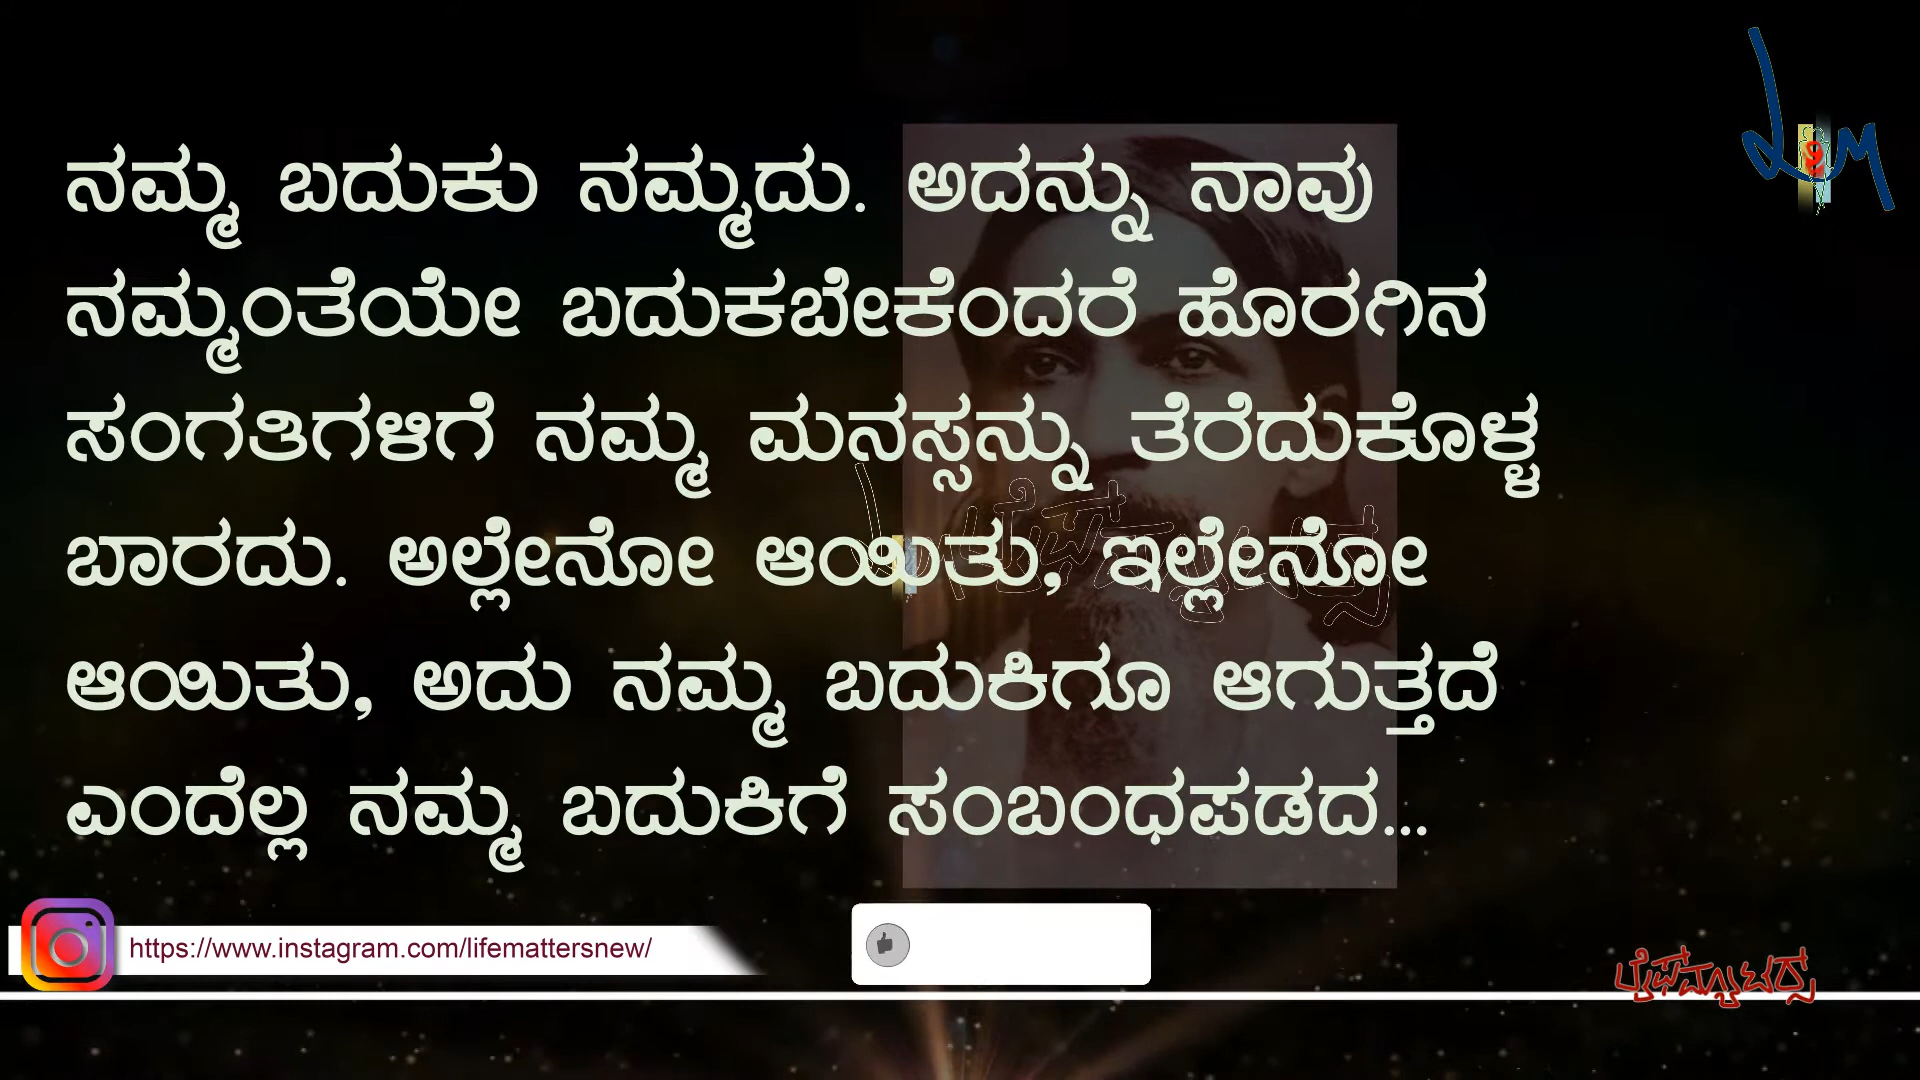 ನಮ್ಮ ಬದುಕು ನಮ್ಮದು. ಅದನ್ನು ನಾವು
ನಮ್ಮಂತೆಯೇ ಬದುಕಬೇಕೆಂದರೆ ಹೊರಗಿನ
ಸಂಗತಿಗಳಿಗೆ ನಮ್ಮ ಮನಸ್ಸನ್ನು ತೆರೆದುಕೊಳ್ಳ
ಬಾರದು. ಅಲ್ಲೇನೋ ಆಯಿತು, ಇಲ್ಲೇನೋ
ಆಯಿತು, ಅದು ನಮ್ಮ ಬದುಕಿಗೂ ಆಗುತ್ತದೆ
ಎಂದೆಲ್ಲ ನಮ್ಮ ಬದುಕಿಗೆ ಸಂಬಂಧಪಡದ...
https://www.instagram.com/lifemattersnew/
ಲೈಫ್‌ಮ್ಯಾಟರ್ಸ್